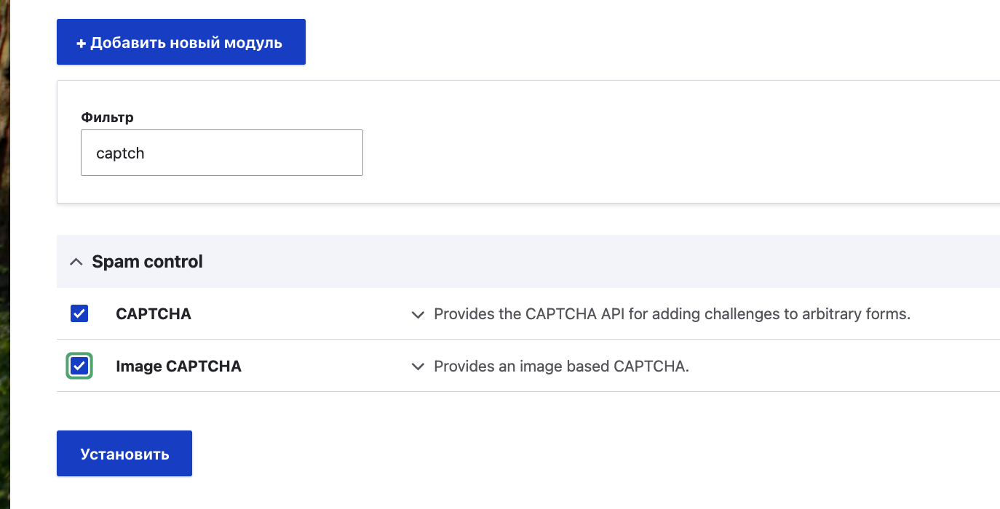 + Добавить новый модуль
Фильтр
captch
Spam control
CAPTCHA Provides the CAPTCHA API for adding challenges to arbitrary forms.
Image CAPTCHA Provides an image based CAPTCHA.
Установить